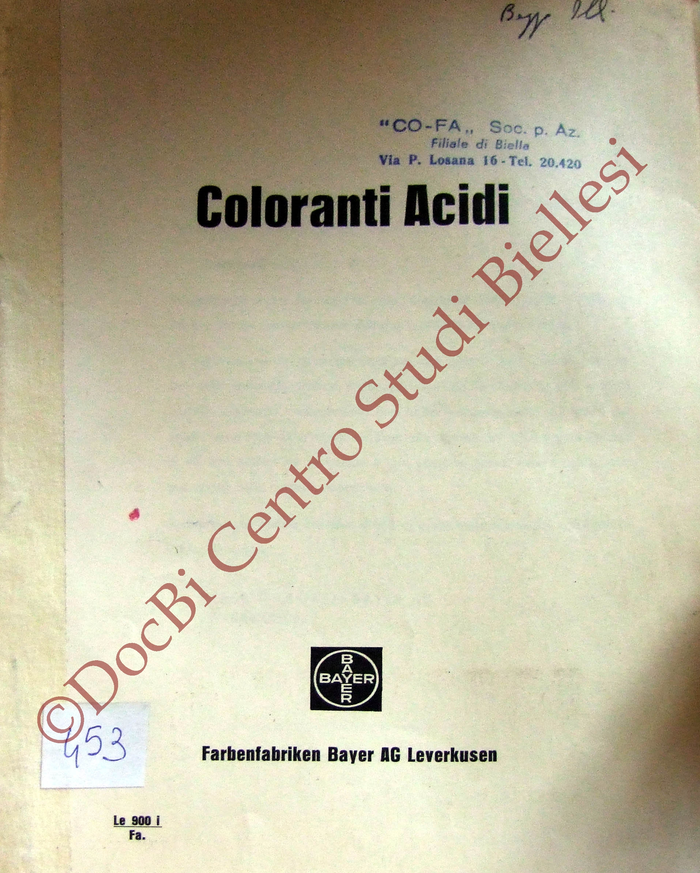 "CO-FA„ Soc. p. Az.
Filiale di Biella
Via P. Losana 16 - Tel. 20.420
Coloranti Acidi
©DocBi Centro Studi Biellesi
BAYER
BAYER
Farbenfabriken Bayer AG Leverkusen
453
Le 900 i
Fa.